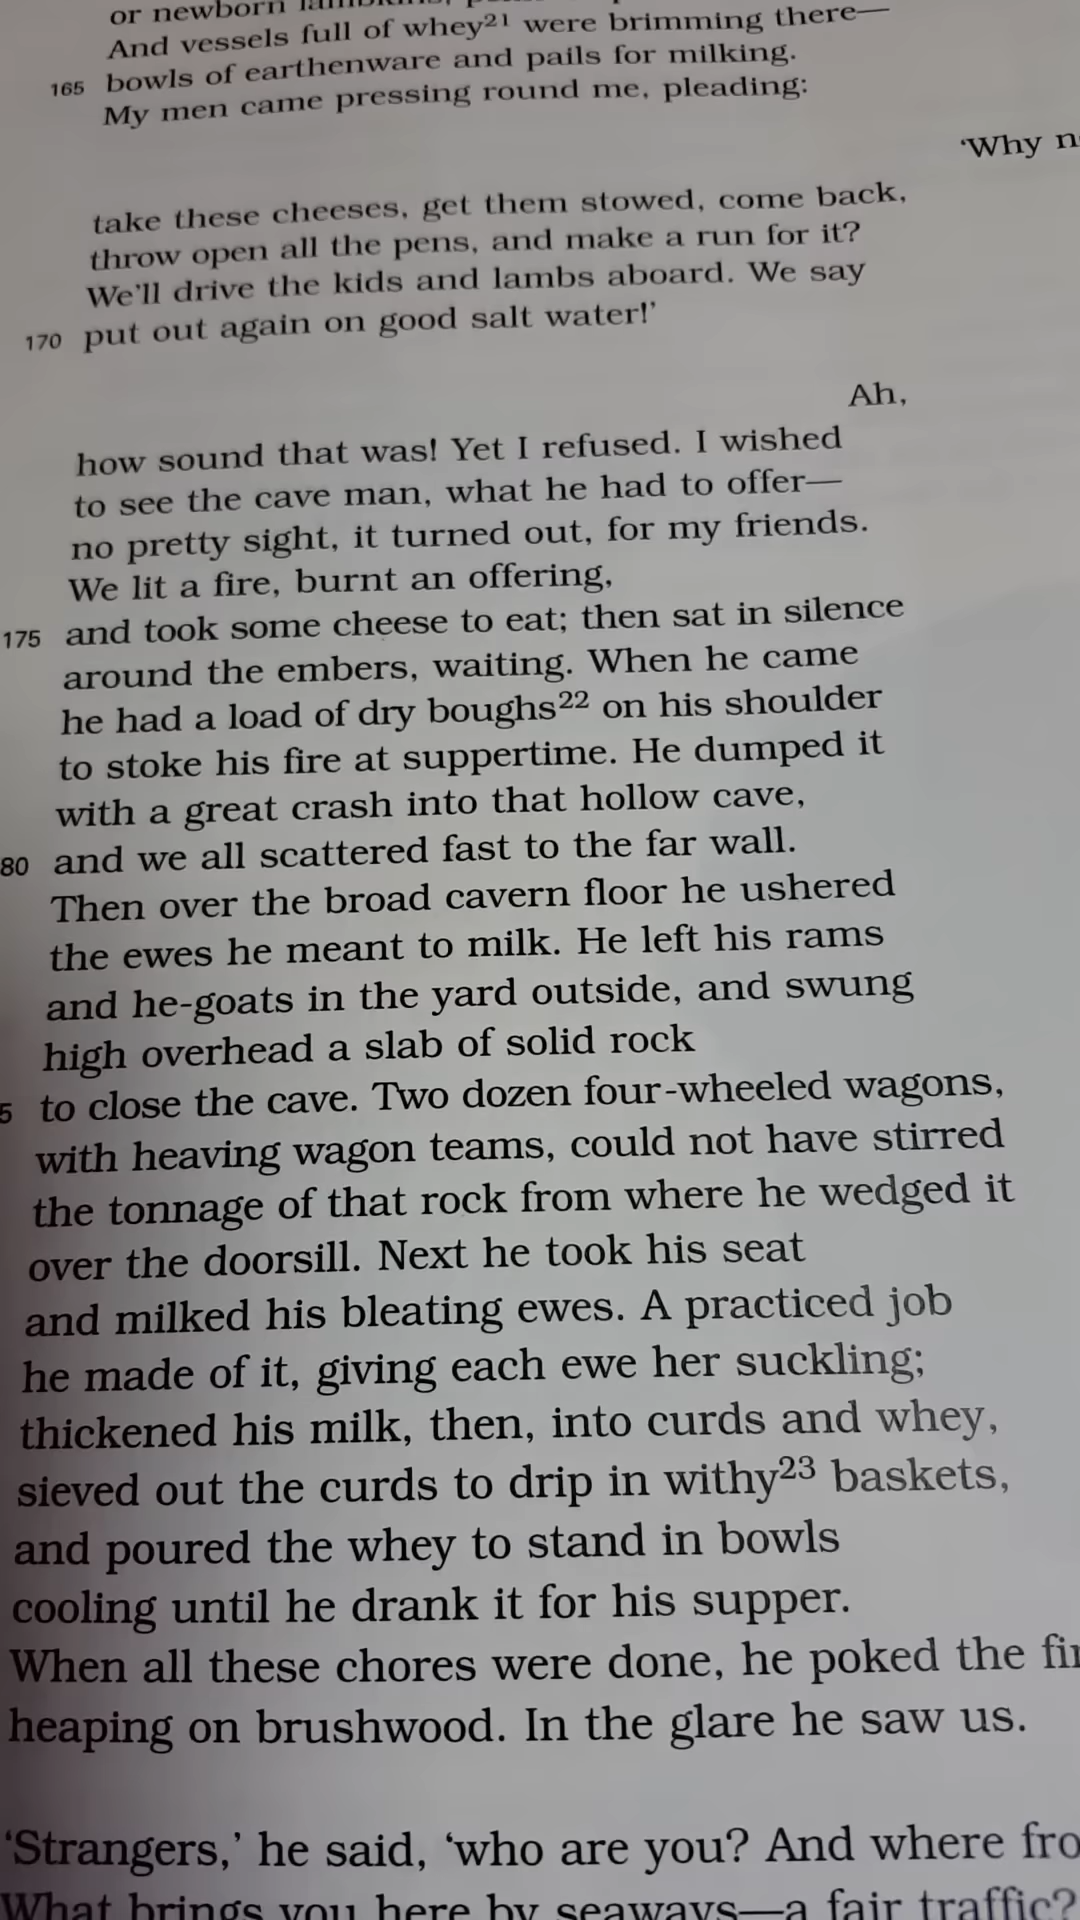 or newborn
And vessels full of whey21 were brimming there—
165 bowls of earthenware and pails for milking.
My men came pressing round me, pleading:
‘Why
take these cheeses, get them stowed, come back,
throw open all the pens, and make a run for it?
We'll drive the kids and lambs aboard. We say
170 put out again on good salt water!’
Ah,
how sound that was! Yet I refused. I wished
to see the cave man, what he had to offer—
no pretty sight, it turned out, for my friends.
We lit a fire, burnt an offering,
175 and took some cheese to eat; then sat in silence
around the embers, waiting. When he came
he had a load of dry boughs22 on his shoulder
to stoke his fire at suppertime. He dumped it
with a great crash into that hollow cave,
80 and we all scattered fast to the far wall.
Then over the broad cavern floor he ushered
the ewes he meant to milk. He left his rams
and he-goats in the yard outside, and swung
high overhead a slab of solid rock
5 to close the cave. Two dozen four-wheeled wagons,
with heaving wagon teams, could not have stirred
the tonnage of that rock from where he wedged it
over the doorsill. Next he took his seat
and milked his bleating ewes. A practiced job
he made of it, giving each ewe her suckling;
thickened his milk, then, into curds and whey,
sieved out the curds to drip in withy23 baskets,
and poured the whey to stand in bowls
cooling until he drank it for his supper.
When all these chores were done, he poked the
heaping on brushwood. In the glare he saw us.
‘Strangers,’ he said, ‘who are you? And where
What brings you here by seaways—a fair traffic?